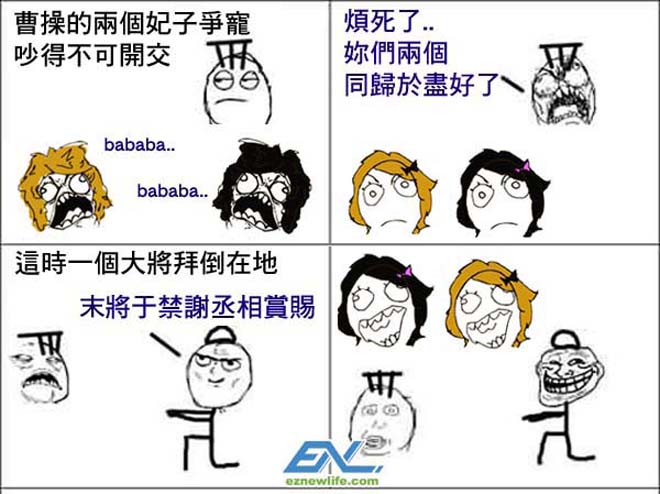 曹操的兩個妃子爭寵
吵得不可開交
bababa..
bababa..
煩死了..
妳們兩個
同歸於盡好了
這時一個大將拜倒在地
末將于禁謝丞相賞賜
ENL
eznewlife.com